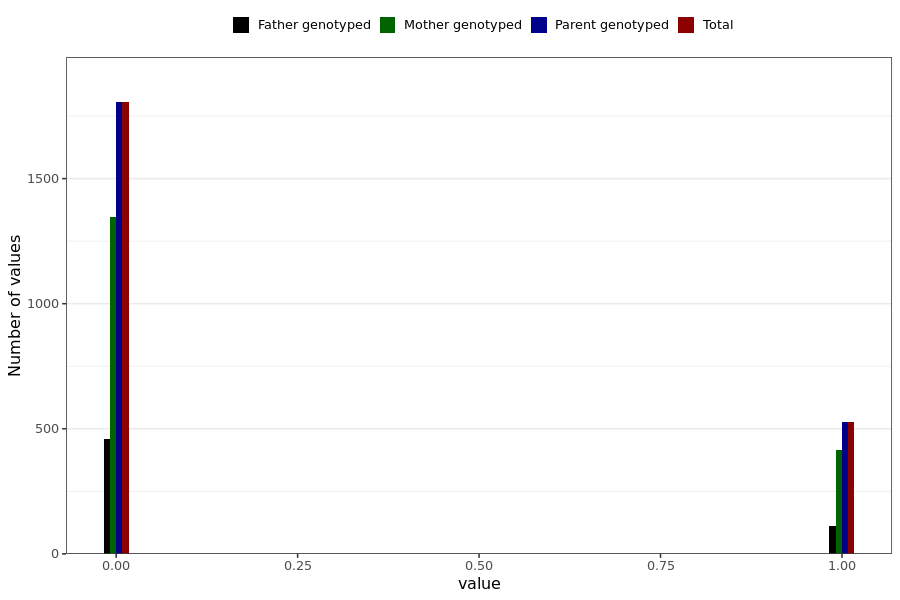 Father genotyped Mother genotyped Parent genotyped Total
Number of values
1500
1000
500
0
0.00 0.25 0.50 0.75 1.00
value